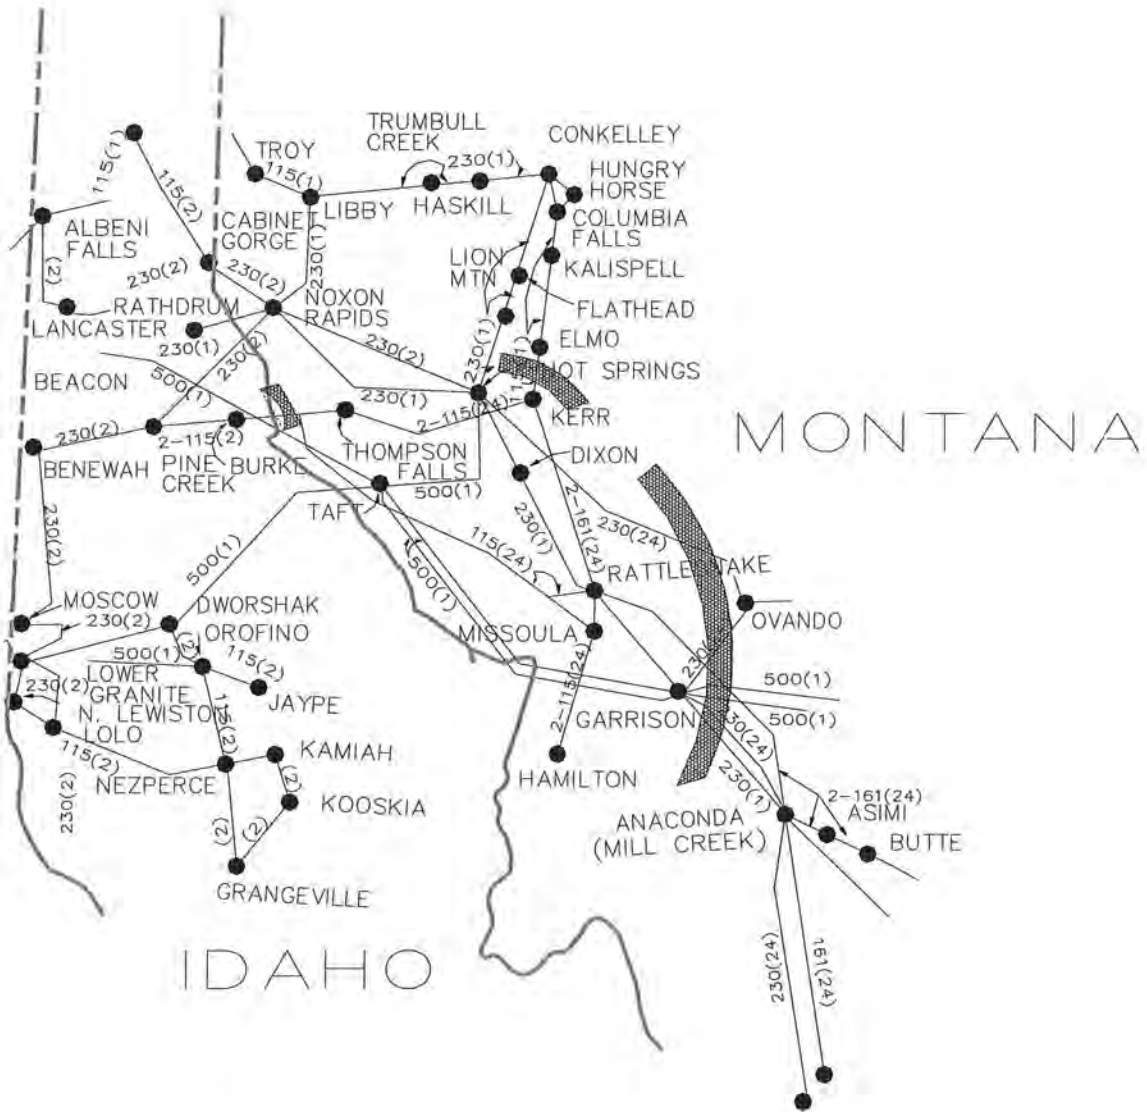 TRUMBULL
CREEK
CONKELLEY
TROY
115(1)
230(1)
HUNGRY
HORSE
115(1)
115(2)
LIBBY
HASKILL
COLUMBIA
FALLS
ALBENI
FALLS
CABINET
GORGE
230(1)
LION
MTN
KALISPELL
(2)
230(2)
230(2)
RATHDRUM
NOXON
RAPIDS
FLATHEAD
LANCASTER
230(1)
230(2)
230(2)
230(1)
ELMO
HOT SPRINGS
BEACON
500(1)
230(1)
2-115(24)
KERR
MONTANA
230(2)
2-115(2)
BENEWAH
PINE
CREEK
BURKE
THOMPSON
FALLS
DIXON
500(1)
TAFT
230(2)
500(1)
500(1)
115(24)
230(1)
2-161(24)
230(24)
RATTLESNAKE
MOSCOW
230(2)
DWORSHAK
OROFINO
MISSOULA
OVANDO
500(1)
(2)
115(2)
LOWER
GRANITE
230(2)
N. LEWISTON
LOLO
JAYPE
2-115(24)
500(1)
500(1)
GARRISON
115(2)
115(2)
NEZPERCE
KAMIAH
HAMILTON
230(24)
230(1)
230(2)
(2)
KOOSKIA
2-161(24)
ASIMI
ANACONDA
(MILL CREEK)
BUTTE
(2)
(2)
GRANGEVILLE
IDAHO
230(24)
161(24)